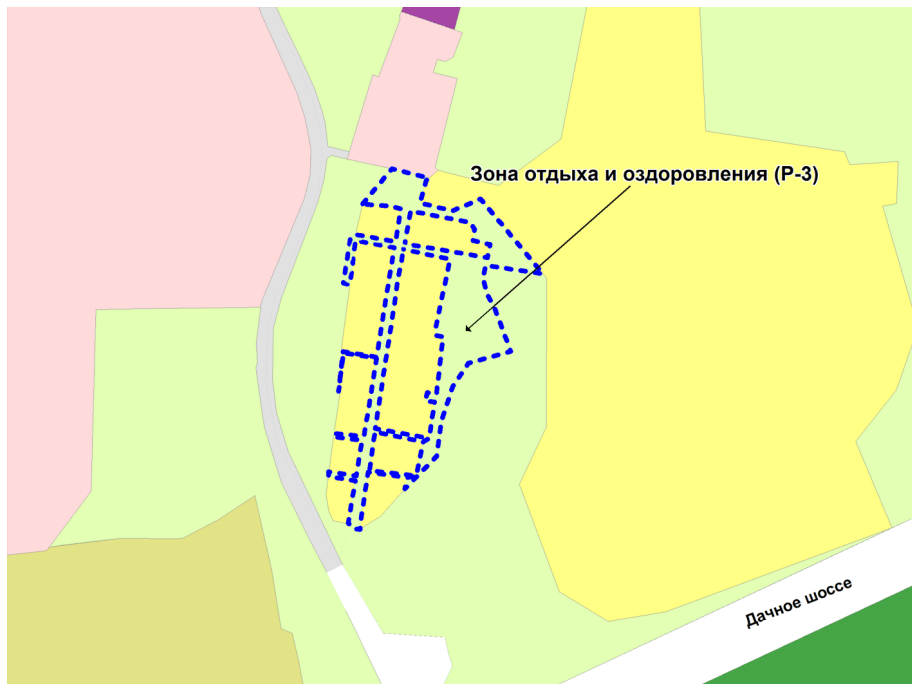 Зона отдыха и оздоровления (Р-3)
Дачное шоссе